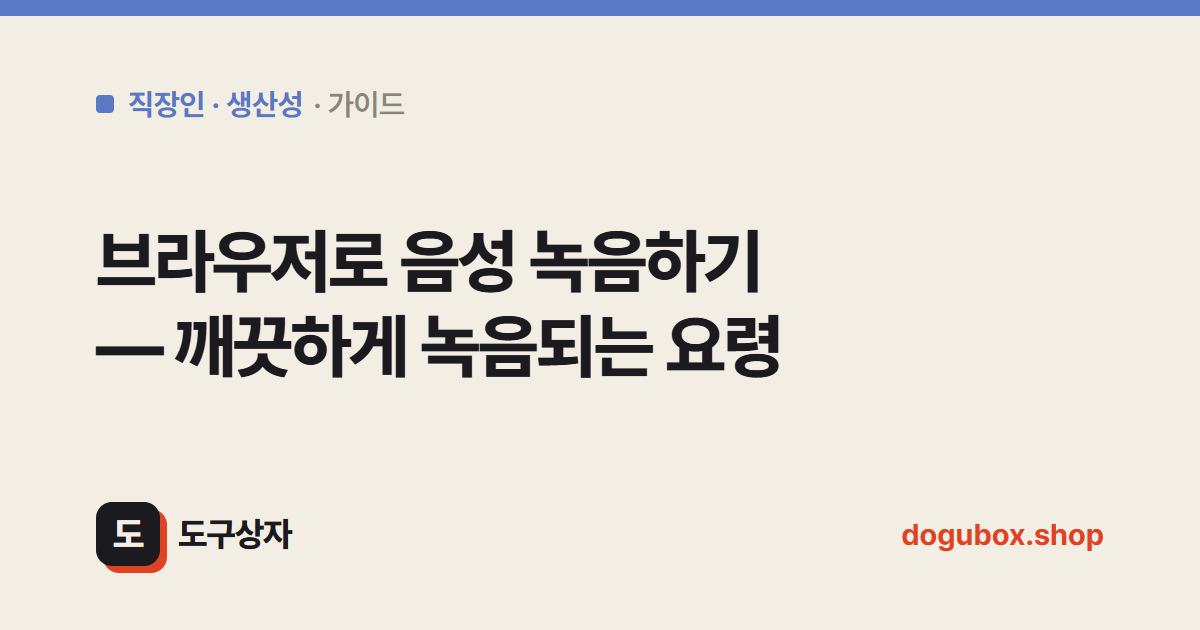 직장인 · 생산성 · 가이드
브라우저로 음성 녹음하기
— 깨끗하게 녹음되는 요령
도 도구상자
dogubox.shop